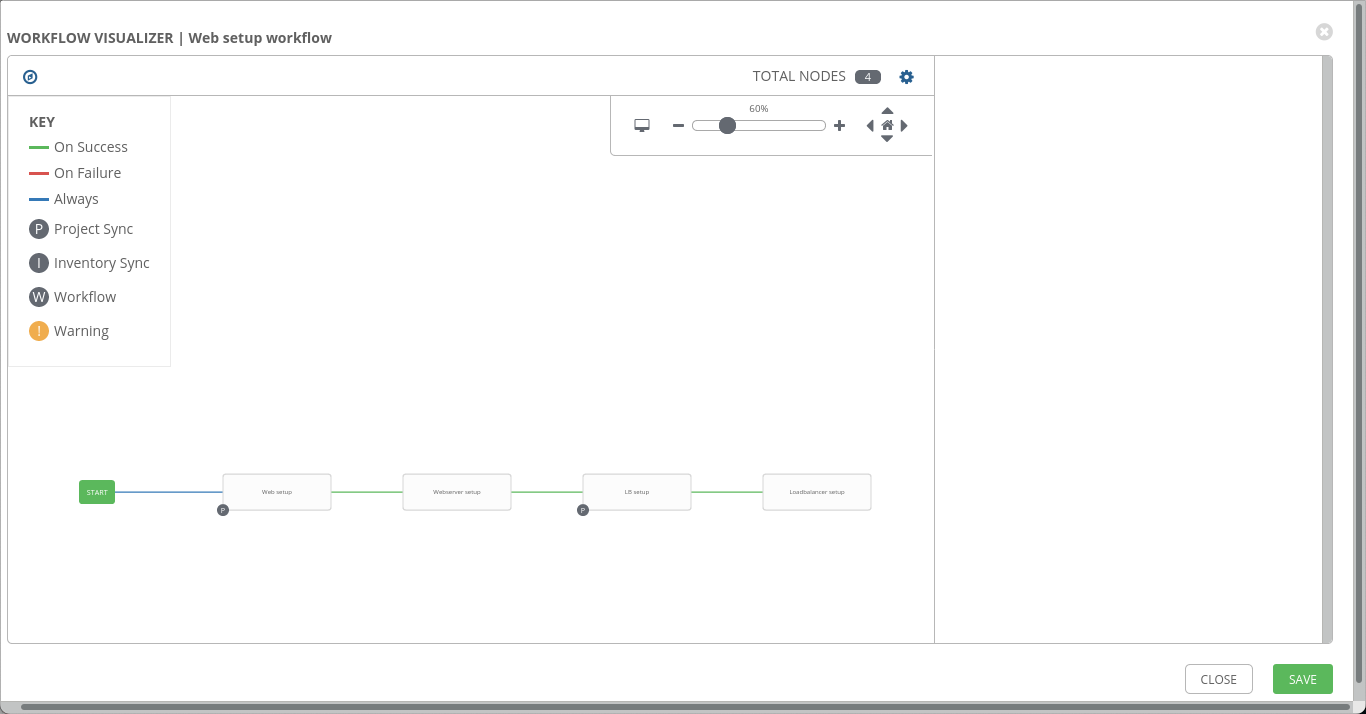 WORKFLOW VISUALIZER | Web setup workflow
TOTAL NODES 4
60%
KEY
On Success
On Failure
Always
P Project Sync
I Inventory Sync
W Workflow
! Warning
START
Web setup
P
Webserver setup
LB setup
P
Loadbalancer setup
CLOSE
SAVE